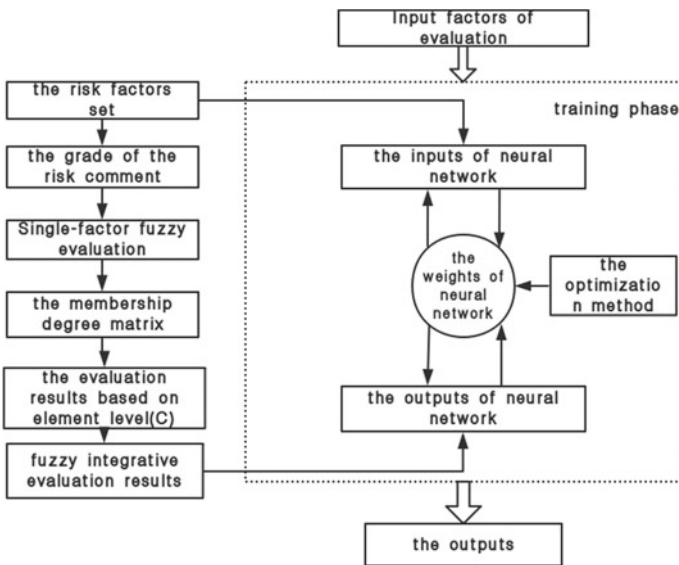 Input factors of
evaluation
the risk factors
set
training phase
the grade of the
risk comment
the inputs of neural
network
Single-factor fuzzy
evaluation
the
weights of
neural
network
the
optimizatio
n method
the membership
degree matrix
the evaluation
results based on
element level(C)
the outputs of neural
network
fuzzy integrative
evaluation results
the outputs